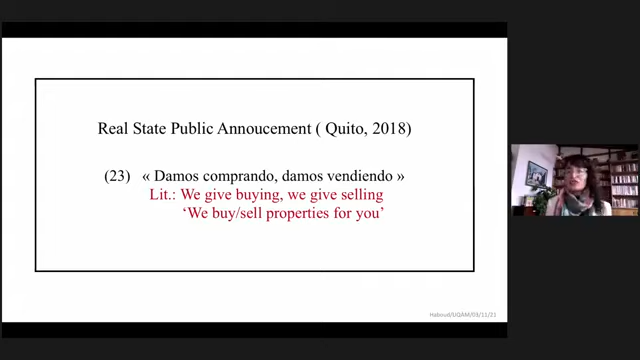 Real State Public Annoucement ( Quito, 2018)
(23) « Damos comprando, damos vendiendo »
Lit.: We give buying, we give selling
‘We buy/sell properties for you’
Haboud/UQAM/03/11/21